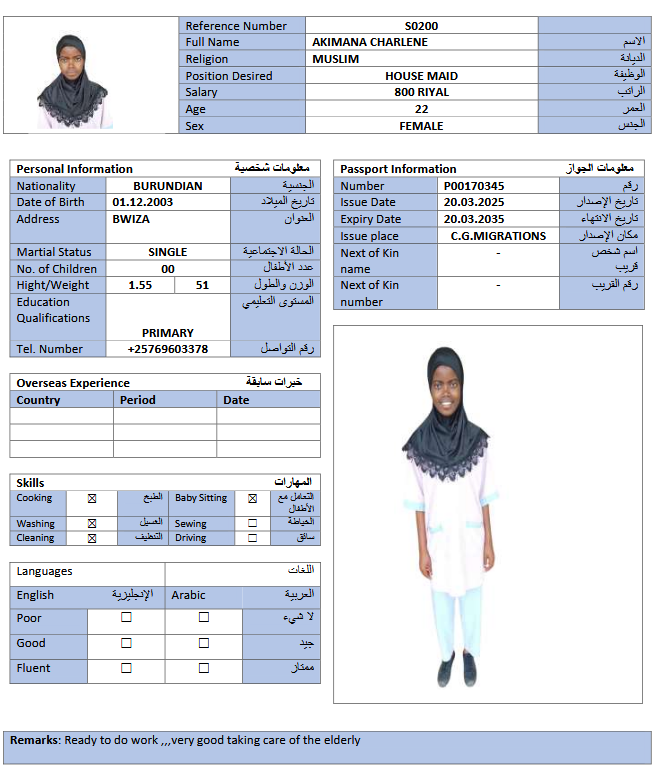 Reference Number S0200
Full Name AKIMANA CHARLENE الاسم
Religion MUSLIM الديانة
Position Desired HOUSE MAID الوظيفة
Salary 800 RIYAL الراتب
Age 22 العمر
Sex FEMALE الجنس
Personal Information معلومات شخصية
Nationality BURUNDIAN الجنسية
Date of Birth 01.12.2003 تاريخ الميلاد
Address BWIZA العنوان
Martial Status SINGLE الحالة الاجتماعية
No. of Children 00 عدد الأطفال
Hight/Weight 1.55 51 الوزن والطول
Education المستوى التعليمي
Qualifications
PRIMARY
Tel. Number +25769603378 رقم التواصل
Passport Information معلومات الجواز
Number P00170345 رقم
Issue Date 20.03.2025 تاريخ الإصدار
Expiry Date 20.03.2035 تاريخ الانتهاء
Issue place C.G.MIGRATIONS مكان الإصدار
Next of Kin - اسم شخص
name قريب
Next of Kin - رقم القريب
number
Overseas Experience خبرات سابقة
Country Period Date
Skills المهارات
Cooking ☒ الطبخ Baby Sitting ☒ التعامل مع
الأطفال
Washing ☒ الغسيل Sewing ☐ الخياطة
Cleaning ☒ التنظيف Driving ☐ سائق
Languages اللغات
English الإنجليزية Arabic العربية
Poor ☐ ☐ لا شيء
Good ☐ ☐ جيد
Fluent ☐ ☐ ممتاز
Remarks: Ready to do work ,,,very good taking care of the elderly